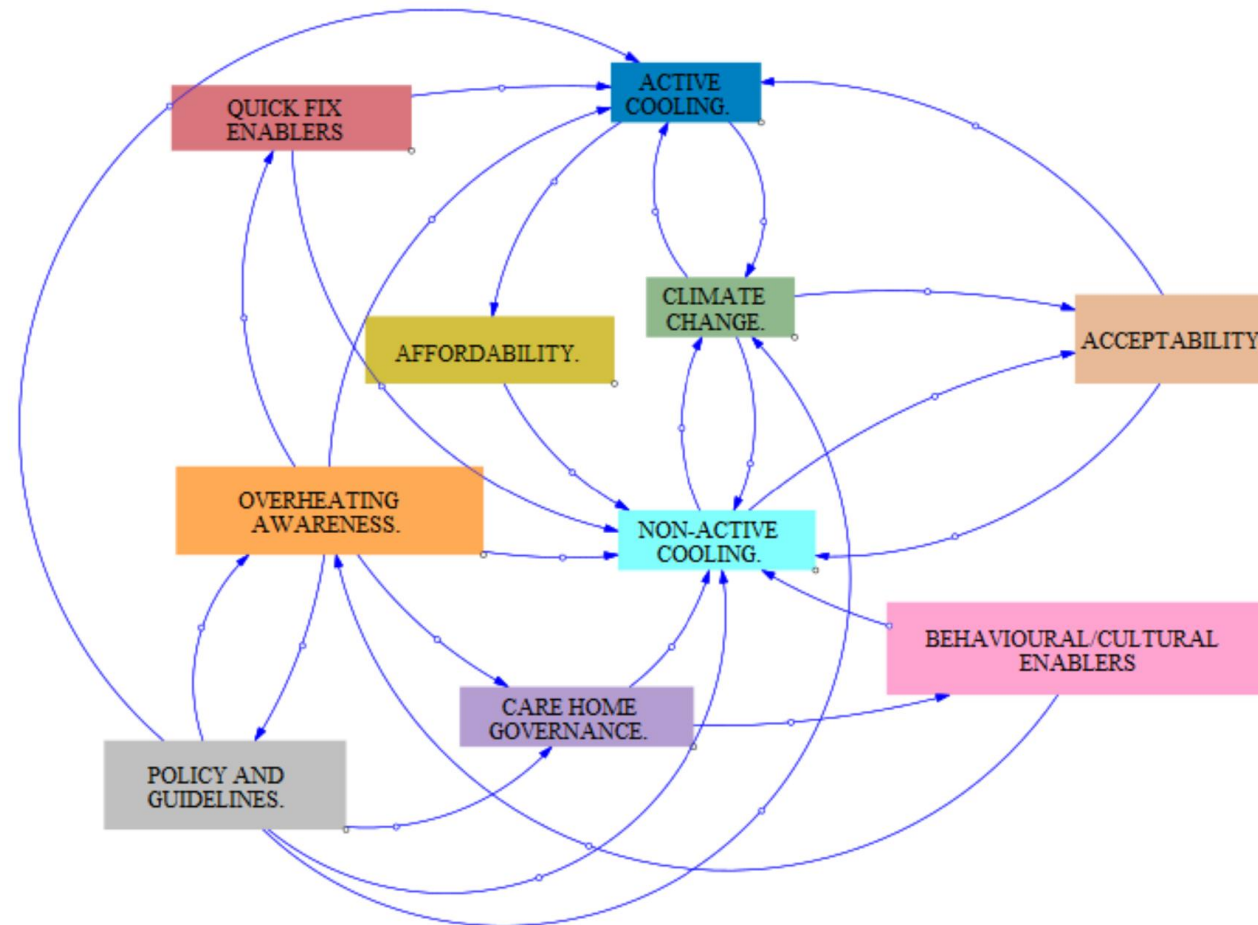 ACTIVE
COOLING.
QUICK FIX
ENABLERS
CLIMATE
CHANGE.
ACCEPTABILITY
AFFORDABILITY.
OVERHEATING
AWARENESS.
NON-ACTIVE
COOLING.
BEHAVIOURAL/CULTURAL
ENABLERS
CARE HOME
GOVERNANCE.
POLICY AND
GUIDELINES.